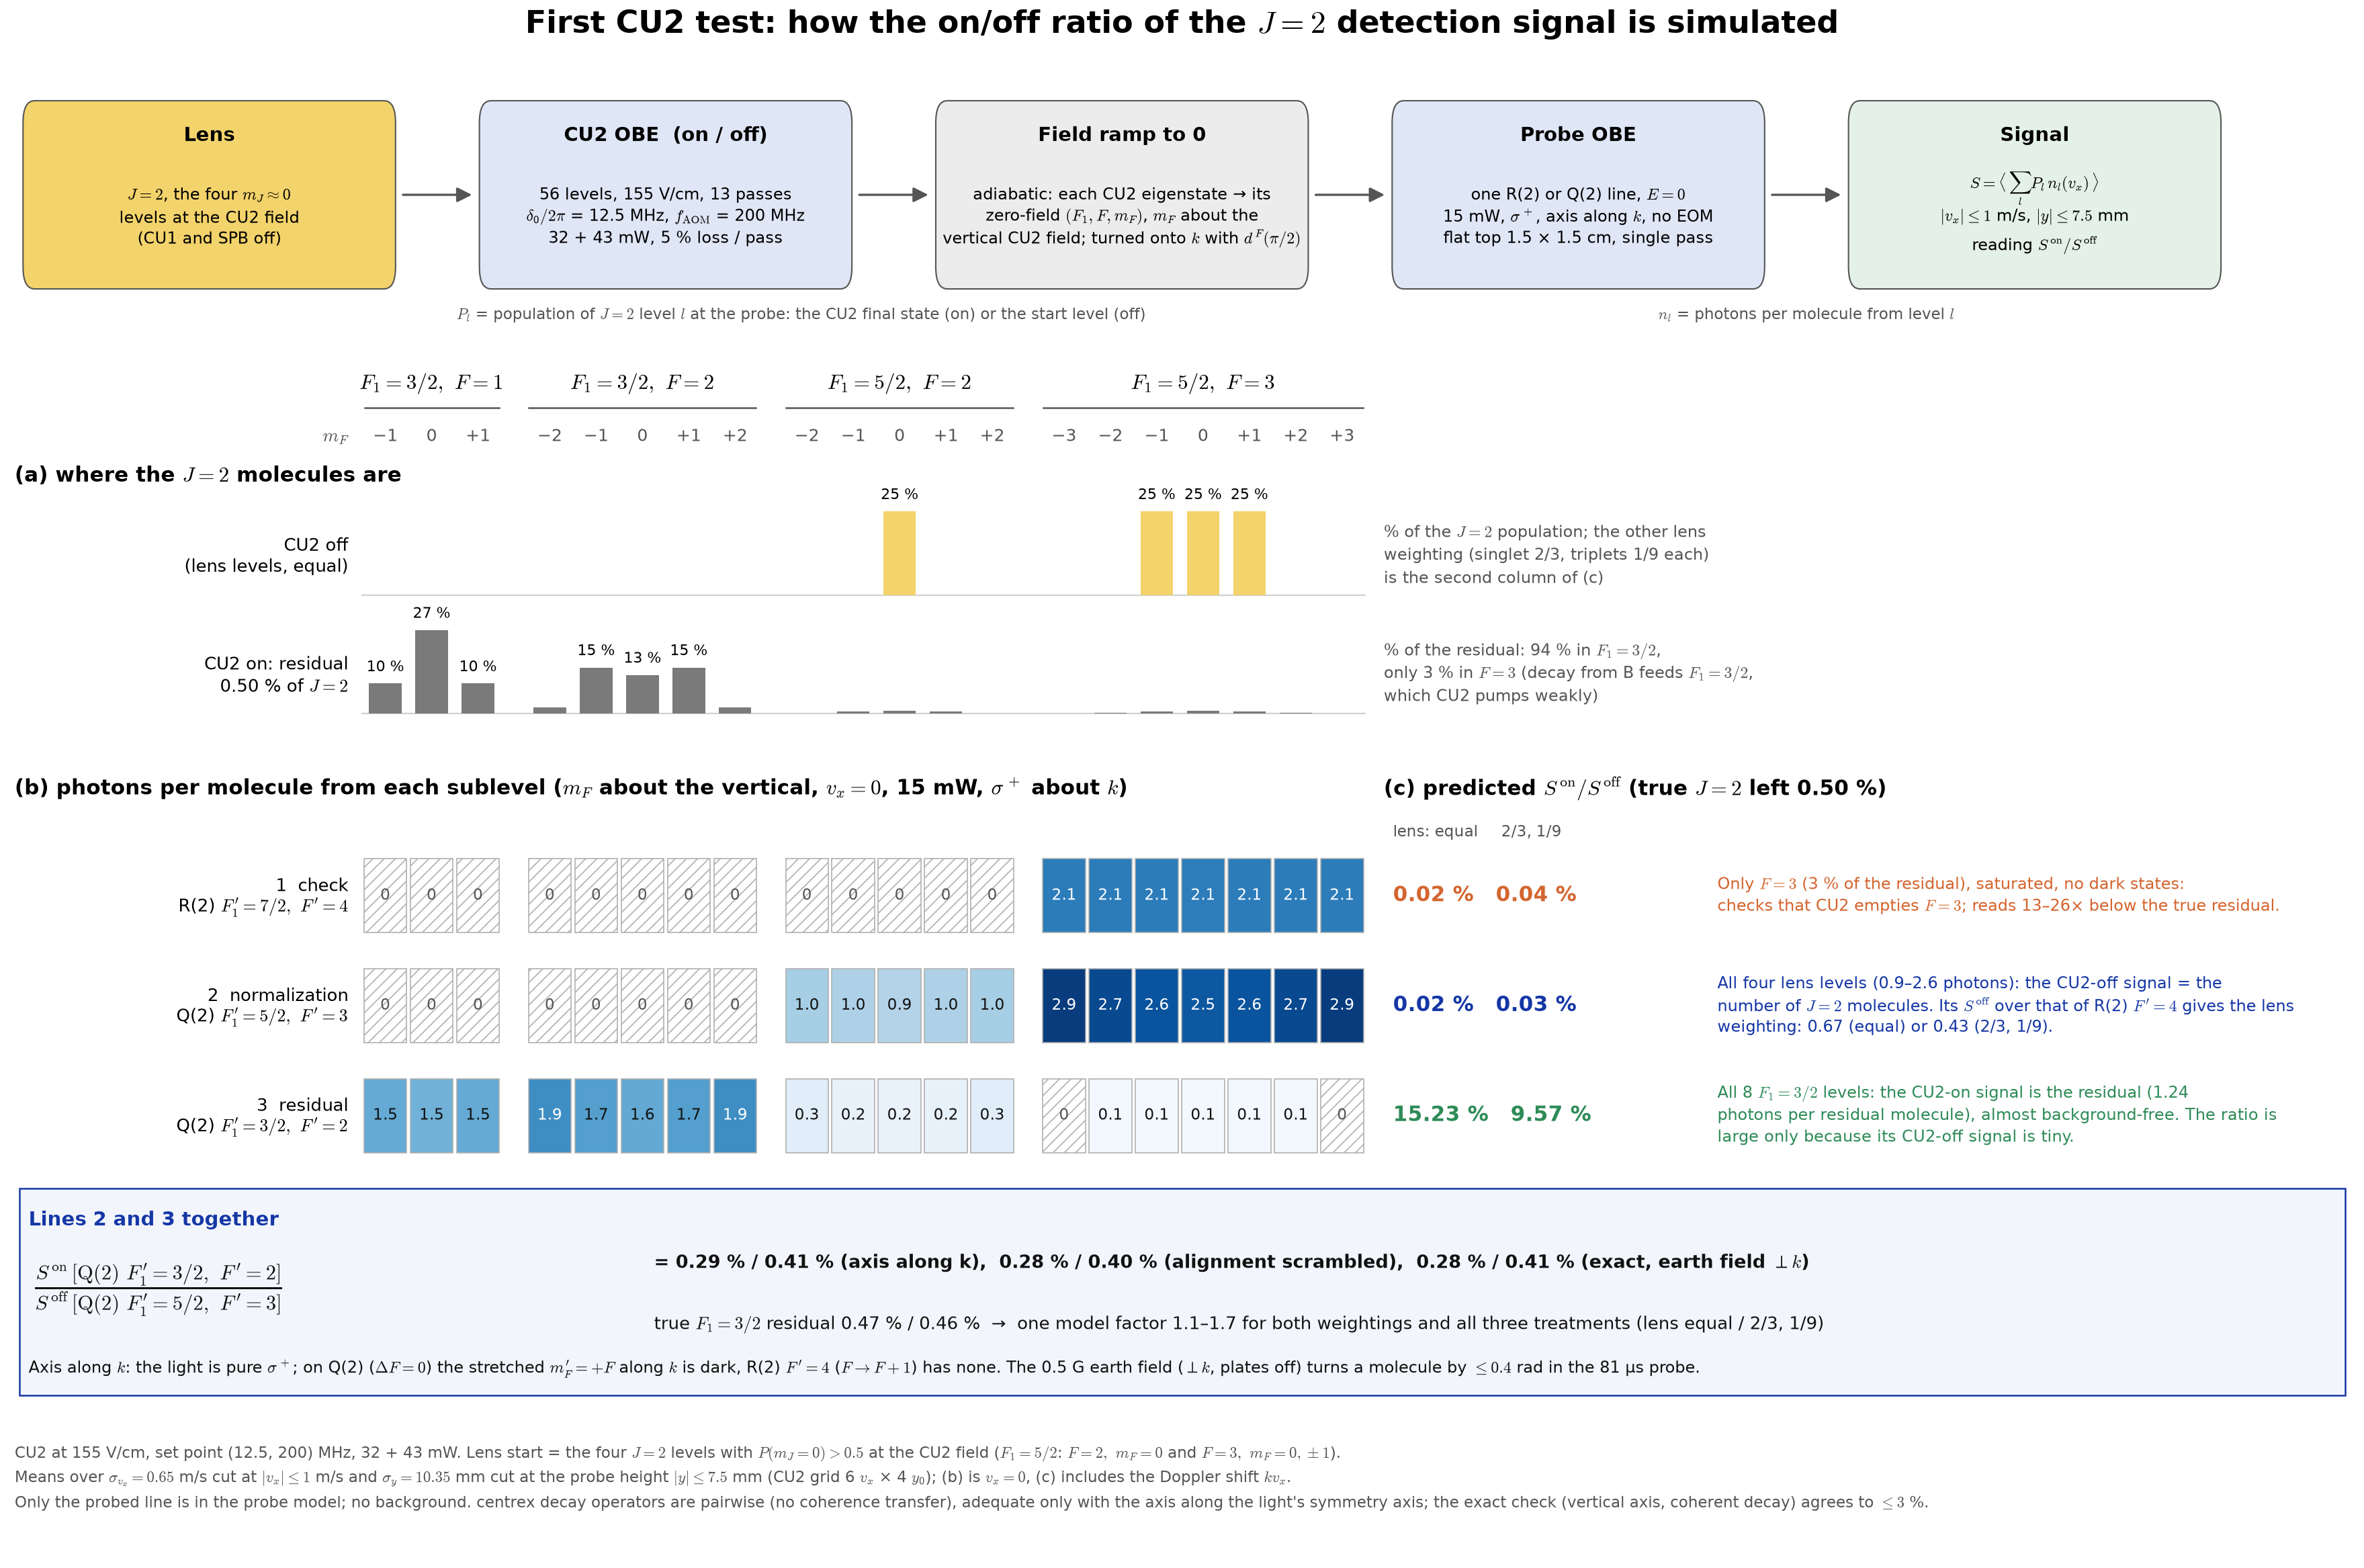 First CU2 test: how the on/off ratio of the J = 2 detection signal is simulated
Lens
J = 2, the four m_J ≈ 0
levels at the CU2 field
(CU1 and SPB off)
CU2 OBE (on / off)
56 levels, 155 V/cm, 13 passes
δ₀/2π = 12.5 MHz, f_AOM = 200 MHz
32 + 43 mW, 5 % loss / pass
Field ramp to 0
adiabatic: each CU2 eigenstate → its
zero-field (F₁, F, m_F), m_F about the
vertical CU2 field; turned onto k with d^F(π/2)
Probe OBE
one R(2) or Q(2) line, E = 0
15 mW, σ⁺, axis along k, no EOM
flat top 1.5 × 1.5 cm, single pass
Signal
S = ⟨ ∑_l P_l n_l(v_x) ⟩
|v_x| ≤ 1 m/s, |y| ≤ 7.5 mm
reading S^on/S^off
P_l = population of J = 2 level l at the probe: the CU2 final state (on) or the start level (off)
n_l = photons per molecule from level l
F₁ = 3/2, F = 1 F₁ = 3/2, F = 2 F₁ = 5/2, F = 2 F₁ = 5/2, F = 3
m_F −1 0 +1 −2 −1 0 +1 +2 −2 −1 0 +1 +2 −3 −2 −1 0 +1 +2 +3
(a) where the J = 2 molecules are
25 % 25 % 25 % 25 %
CU2 off
(lens levels, equal)
% of the J = 2 population; the other lens
weighting (singlet 2/3, triplets 1/9 each)
is the second column of (c)
10 % 27 % 10 % 15 % 13 % 15 %
CU2 on: residual
0.50 % of J = 2
% of the residual: 94 % in F₁ = 3/2,
only 3 % in F = 3 (decay from B feeds F₁ = 3/2,
which CU2 pumps weakly)
(b) photons per molecule from each sublevel (m_F about the vertical, v_x = 0, 15 mW, σ⁺ about k)
(c) predicted S^on/S^off (true J = 2 left 0.50 %)
lens: equal 2/3, 1/9
1 check
R(2) F₁′ = 7/2, F′ = 4
0 0 0 0 0 0 0 0 0 0 0 0 0 2.1 2.1 2.1 2.1 2.1 2.1 2.1
0.02 % 0.04 %
Only F = 3 (3 % of the residual), saturated, no dark states:
checks that CU2 empties F = 3; reads 13–26× below the true residual.
2 normalization
Q(2) F₁′ = 5/2, F′ = 3
0 0 0 0 0 0 0 0 1.0 1.0 0.9 1.0 1.0 2.9 2.7 2.6 2.5 2.6 2.7 2.9
0.02 % 0.03 %
All four lens levels (0.9–2.6 photons): the CU2-off signal = the
number of J = 2 molecules. Its S^off over that of R(2) F′ = 4 gives the lens
weighting: 0.67 (equal) or 0.43 (2/3, 1/9).
3 residual
Q(2) F₁′ = 3/2, F′ = 2
1.5 1.5 1.5 1.9 1.7 1.6 1.7 1.9 0.3 0.2 0.2 0.2 0.3 0 0.1 0.1 0.1 0.1 0.1 0
15.23 % 9.57 %
All 8 F₁ = 3/2 levels: the CU2-on signal is the residual (1.24
photons per residual molecule), almost background-free. The ratio is
large only because its CU2-off signal is tiny.
Lines 2 and 3 together
S^on [Q(2) F₁′ = 3/2, F′ = 2]
S^off [Q(2) F₁′ = 5/2, F′ = 3]
= 0.29 % / 0.41 % (axis along k), 0.28 % / 0.40 % (alignment scrambled), 0.28 % / 0.41 % (exact, earth field ⊥ k)
true F₁ = 3/2 residual 0.47 % / 0.46 % → one model factor 1.1–1.7 for both weightings and all three treatments (lens equal / 2/3, 1/9)
Axis along k: the light is pure σ⁺; on Q(2) (ΔF = 0) the stretched m′_F = +F along k is dark, R(2) F′ = 4 (F → F + 1) has none. The 0.5 G earth field (⊥ k, plates off) turns a molecule by ≤ 0.4 rad in the 81 µs probe.
CU2 at 155 V/cm, set point (12.5, 200) MHz, 32 + 43 mW. Lens start = the four J = 2 levels with P(m_J = 0) > 0.5 at the CU2 field (F₁ = 5/2: F = 2, m_F = 0 and F = 3, m_F = 0, ±1).
Means over σ_{v_x} = 0.65 m/s cut at |v_x| ≤ 1 m/s and σ_y = 10.35 mm cut at the probe height |y| ≤ 7.5 mm (CU2 grid 6 v_x × 4 y₀); (b) is v_x = 0, (c) includes the Doppler shift kv_x.
Only the probed line is in the probe model; no background. centrex decay operators are pairwise (no coherence transfer), adequate only with the axis along the light's symmetry axis; the exact check (vertical axis, coherent decay) agrees to ≤ 3 %.